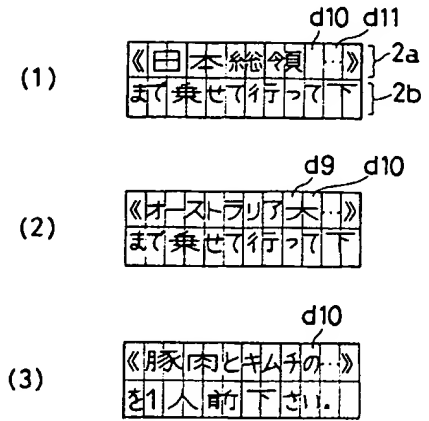 d10 d11
(1) 《日本総領 …》 2a
まで乗せて行って下 2b
d9 d10
(2) 《オーストラリア大…》
まで乗せて行って下
d10
(3) 《豚肉とキムチの…》
を1人前下さい.